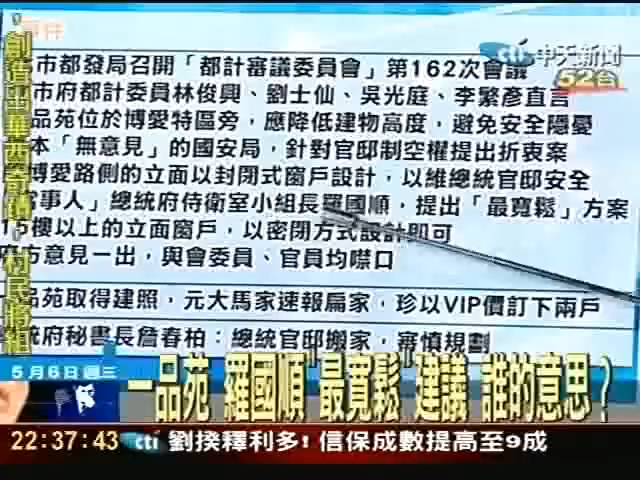 事件
中天新聞
52台
創造出華西奇蹟,村民將組
市都發局召開「都計審議委員會」第162次會議
市府都計委員林俊興、劉士仙、吳光庭、李繁彥直言
品苑位於博愛特區旁,應降低建物高度,避免安全隱憂
本「無意見」的國安局,針對官邸制空權提出折衷案
博愛路側的立面以封閉式窗戶設計,以維總統官邸安全
當事人」總統府侍衛室小組長羅國順,提出「最寬鬆」方案
15樓以上的立面窗戶,以密閉方式設計即可
府方意見一出,與會委員、官員均噤口
品苑取得建照,元大馬家速報扁家,珍以VIP價訂下兩戶
統府秘書長詹春柏:總統官邸搬家,審慎規劃
一品苑 羅國順"最寬鬆"建議 誰的意思?
5月6日週三
22:37:43 cti 劉揆釋利多!信保成數提高至9成